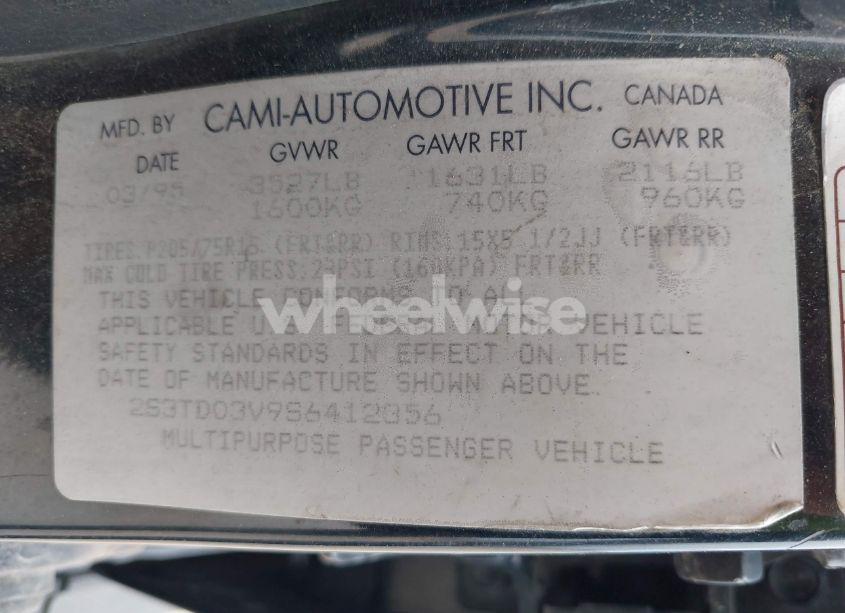 MFD. BY CAMI-AUTOMOTIVE INC. CANADA
DATE GVWR GAWR FRT GAWR RR
03/95 3527LB 1631LB 2116LB
1600KG 740KG 960KG
TIRES:P205/75R15 (FRT&RR) RIMS:15X5 1/2JJ (FRT&RR)
MAX COLD TIRE PRESS:23PSI (160KPA) FRT&RR
THIS VEHICLE CONFORMS TO ALL
APPLICABLE U.S. FEDERAL MOTOR VEHICLE
SAFETY STANDARDS IN EFFECT ON THE
DATE OF MANUFACTURE SHOWN ABOVE.
2S3TD03V9S6412356
MULTIPURPOSE PASSENGER VEHICLE
wheelwise